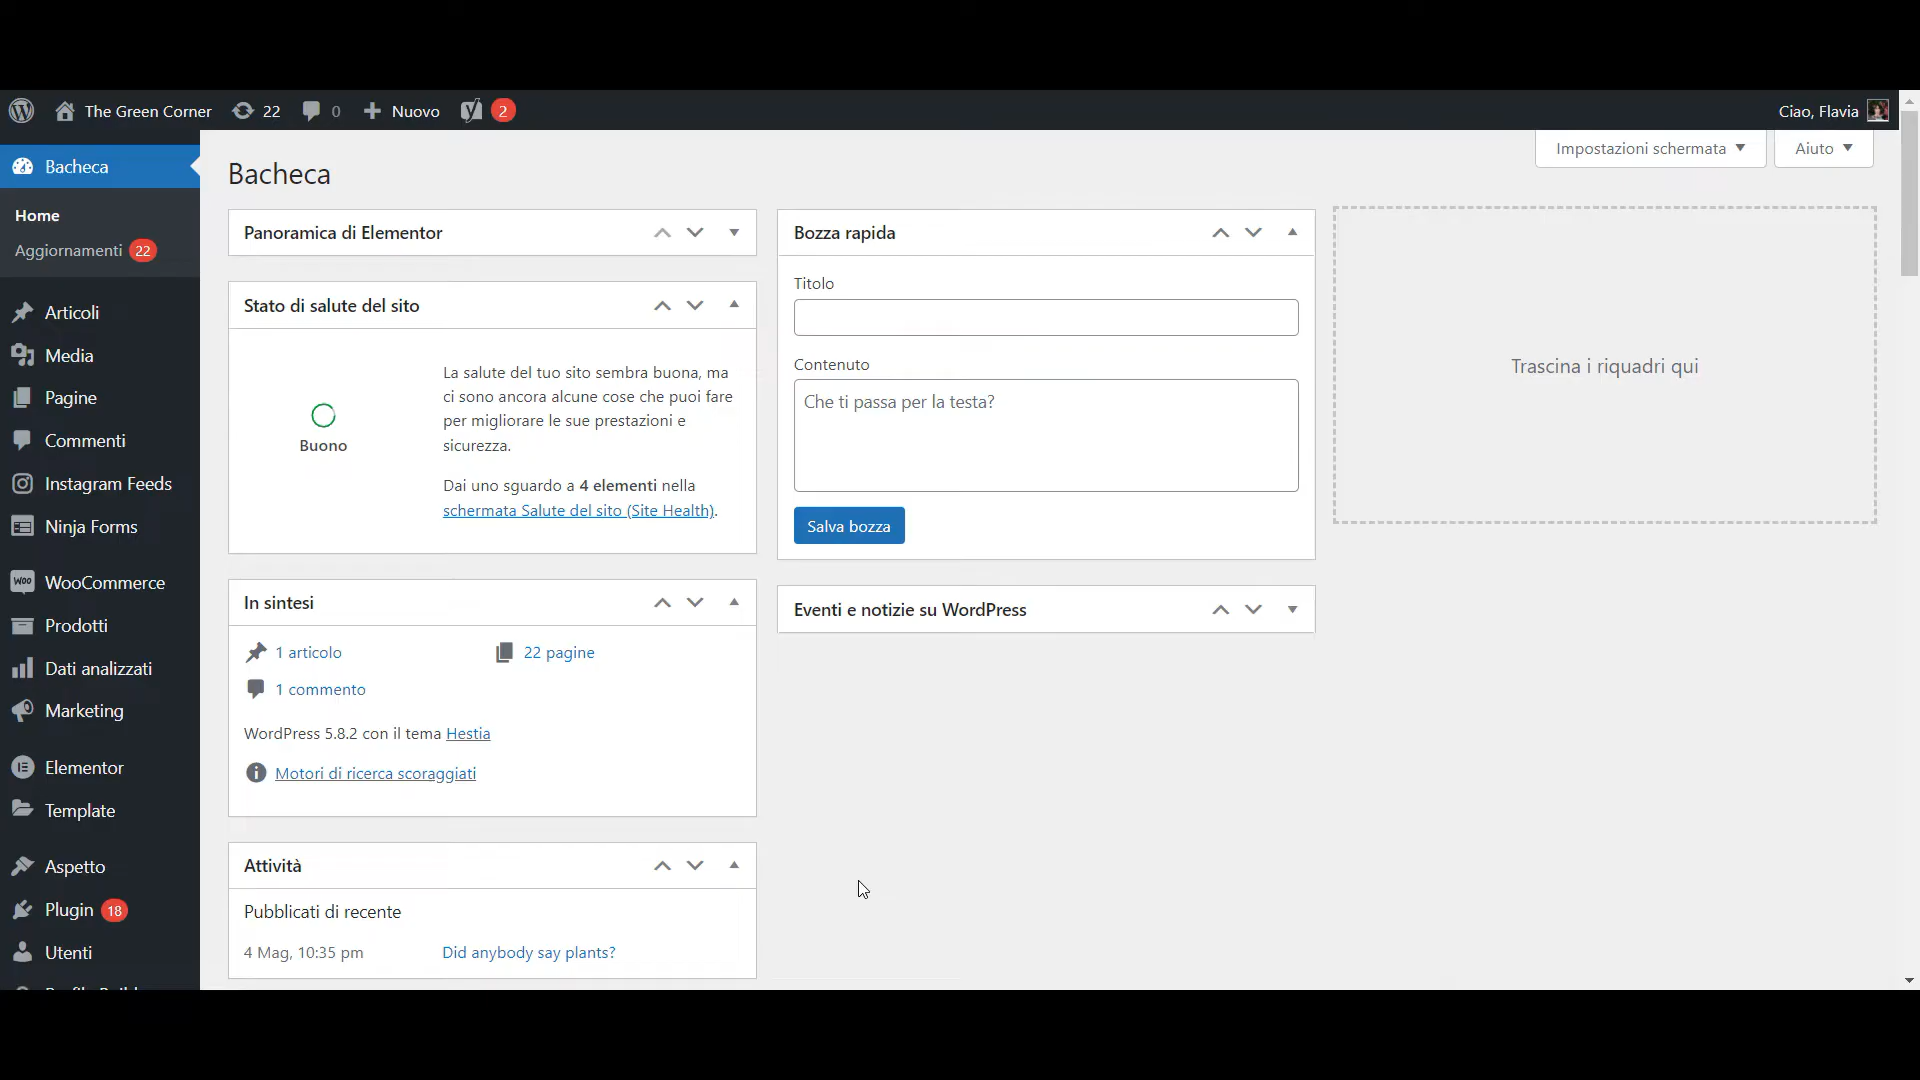 The Green Corner 22 0 Nuovo 2 Ciao, Flavia
Impostazioni schermata Aiuto
Bacheca
Home
Aggiornamenti 22
Articoli
Media
Pagine
Commenti
Instagram Feeds
Ninja Forms
WooCommerce
Prodotti
Dati analizzati
Marketing
Elementor
Template
Aspetto
Plugin 18
Utenti
Bacheca
Panoramica di Elementor
Stato di salute del sito
Buono
La salute del tuo sito sembra buona, ma
ci sono ancora alcune cose che puoi fare
per migliorare le sue prestazioni e
sicurezza.
Dai uno sguardo a 4 elementi nella
schermata Salute del sito (Site Health).
In sintesi
1 articolo 22 pagine
1 commento
WordPress 5.8.2 con il tema Hestia
Motori di ricerca scoraggiati
Attività
Pubblicati di recente
4 Mag, 10:35 pm Did anybody say plants?
Bozza rapida
Titolo
Contenuto
Che ti passa per la testa?
Salva bozza
Eventi e notizie su WordPress
Trascina i riquadri qui